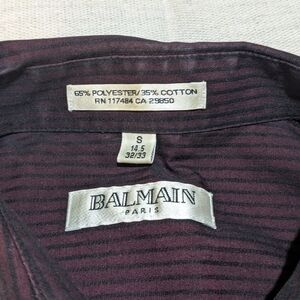 65% POLYESTER/35% COTTON
RN 117484 CA 29850
S
14.5
32/33
BALMAIN
PARIS